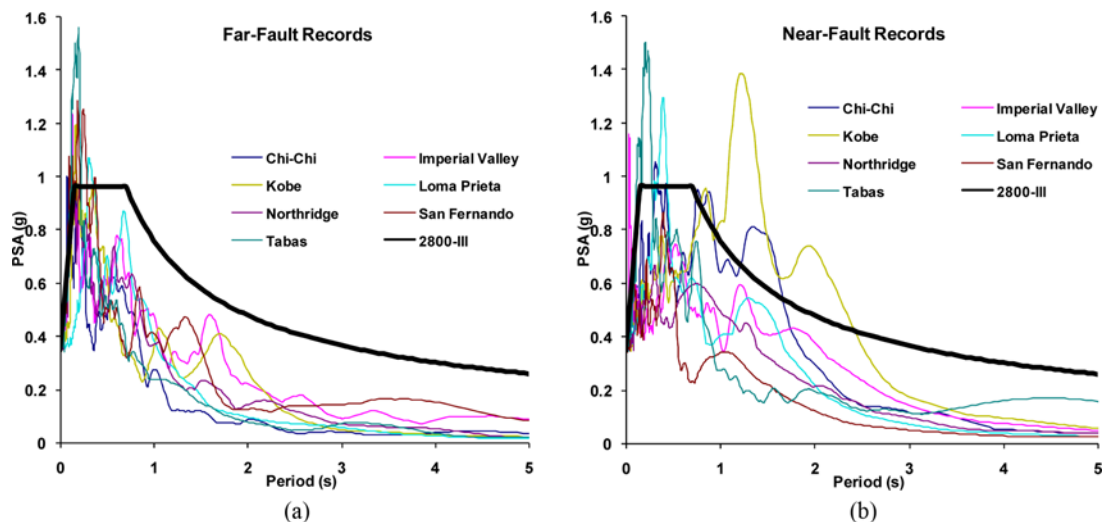 Far-Fault Records
1.6
1.4
1.2
1
0.8
0.6
0.4
0.2
0
PSA (g)
Chi-Chi
Imperial Valley
Kobe
Loma Prieta
Northridge
San Fernando
Tabas
2800-III
0 1 2 3 4 5
Period (s)
(a)
Near-Fault Records
1.6
1.4
1.2
1
0.8
0.6
0.4
0.2
0
PSA (g)
Chi-Chi
Imperial Valley
Kobe
Loma Prieta
Northridge
San Fernando
Tabas
2800-III
0 1 2 3 4 5
Period (s)
(b)